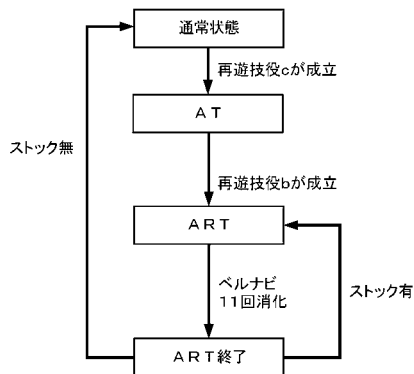 通常状態
再遊技役cが成立
AT
ストック無
再遊技役bが成立
ART
ベルナビ
11回消化
ストック有
ART終了